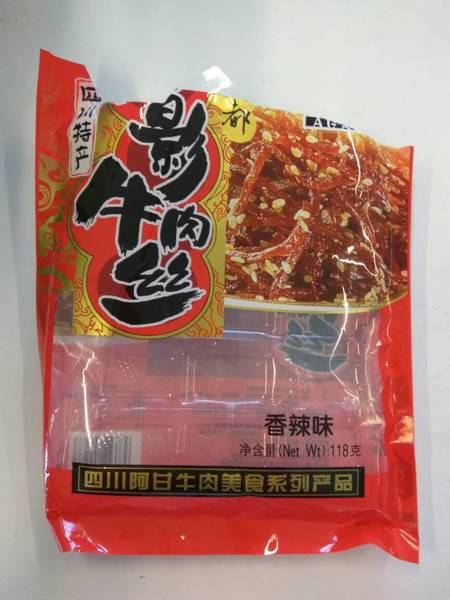 四川特产
影牛肉丝
都
香辣味
净含量(Net Wt):118克
四川阿甘牛肉美食系列产品